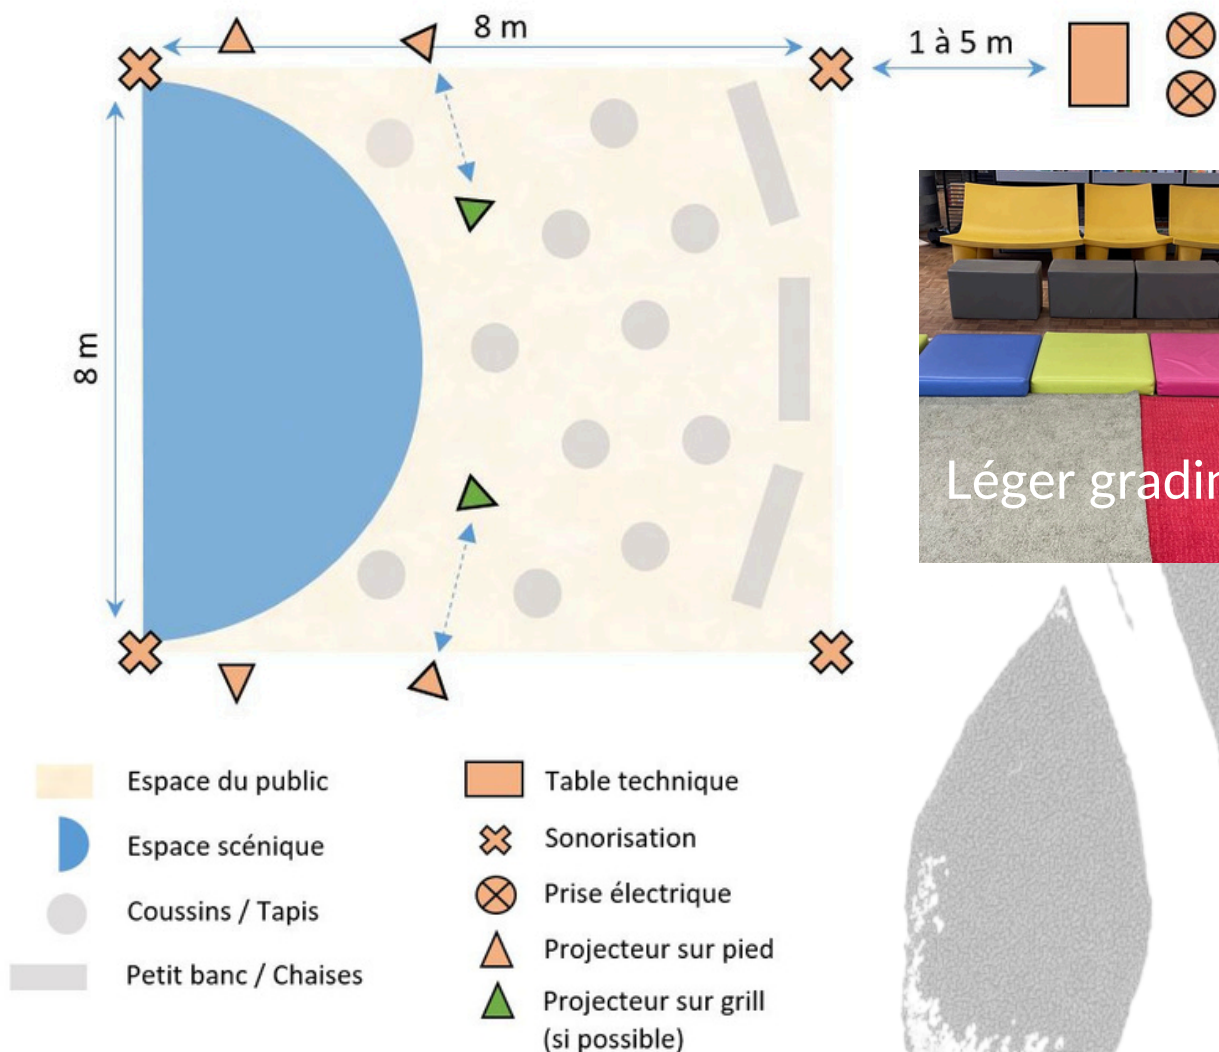 8 m
1 à 5 m
8 m
Léger gradin
Espace du public
Espace scénique
Coussins / Tapis
Petit banc / Chaises
Table technique
Sonorisation
Prise électrique
Projecteur sur pied
Projecteur sur grill
(si possible)